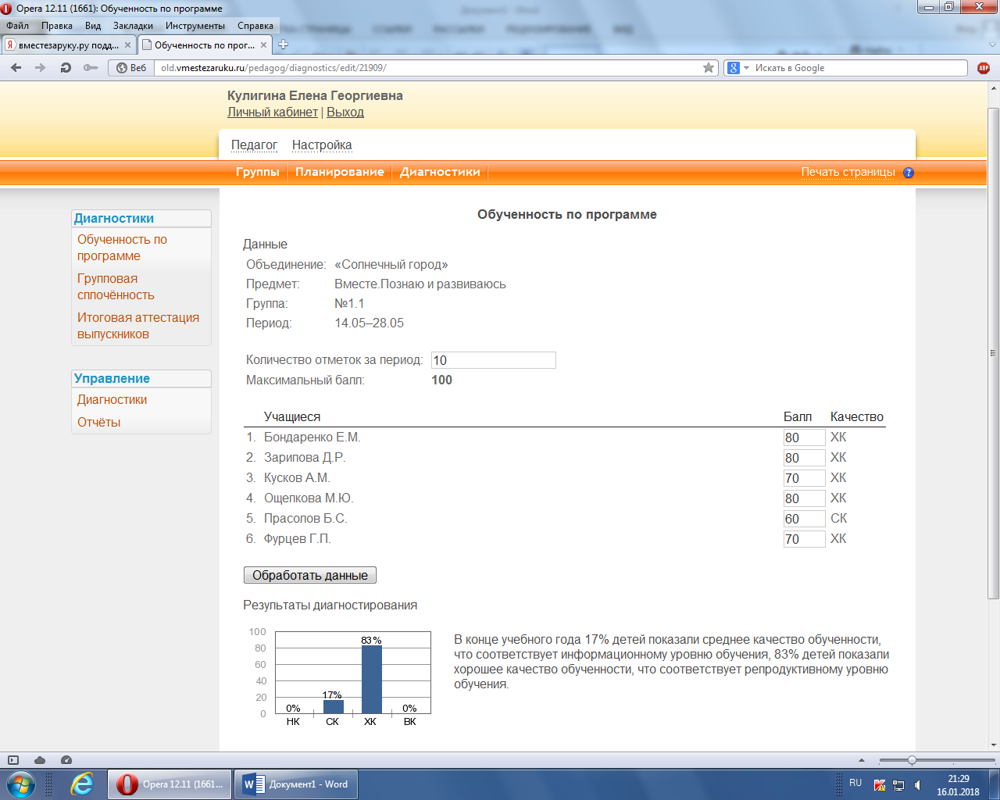 Opera 12.11 (1661): Обученность по программе
Файл Правка Вид Закладки Инструменты Справка
вместезаруку.ру подд... Обученность по прог...
Веб old.vmestezaruku.ru/pedagog/diagnostics/edit/21909/ Искать в Google ABP
Кулигина Елена Георгиевна
Личный кабинет | Выход
Педагог Настройка
Группы Планирование Диагностики Печать страницы ?
Диагностики
Обученность по
программе
Групповая
сплочённость
Итоговая аттестация
выпускников
Управление
Диагностики
Отчёты
Обученность по программе
Данные
Объединение: «Солнечный город»
Предмет: Вместе.Познаю и развиваюсь
Группа: №1.1
Период: 14.05–28.05
Количество отметок за период: 10
Максимальный балл: 100
Учащиеся Балл Качество
1. Бондаренко Е.М. 80 ХК
2. Зарипова Д.Р. 80 ХК
3. Кусков А.М. 70 ХК
4. Ощепкова М.Ю. 80 ХК
5. Прасолов Б.С. 60 СК
6. Фурцев Г.П. 70 ХК
Обработать данные
Результаты диагностирования
100
80
60
40
20
0
0% 17% 83% 0%
НК СК ХК ВК
В конце учебного года 17% детей показали среднее качество обученности,
что соответствует информационному уровню обучения, 83% детей показали
хорошее качество обученности, что соответствует репродуктивному уровню
обучения.
Opera 12.11 (1661... Документ1 - Word
RU 21:29
16.01.2018